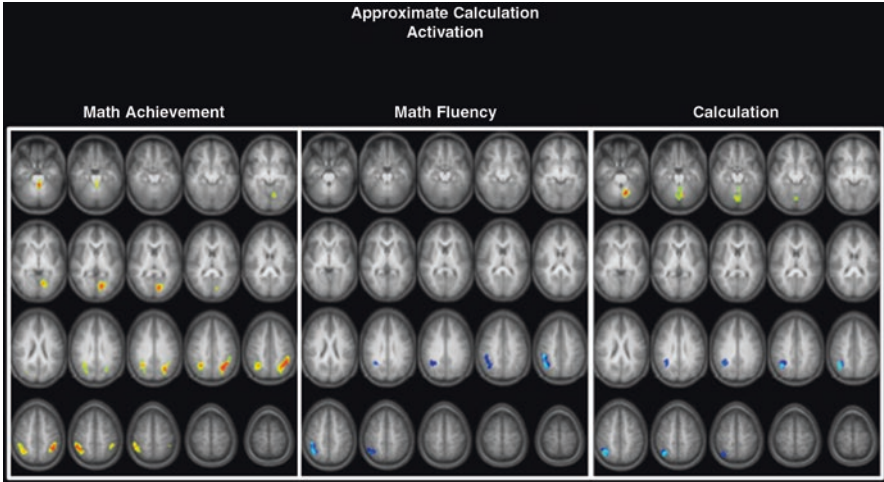 Approximate Calculation
Activation
Math Achievement
Math Fluency
Calculation